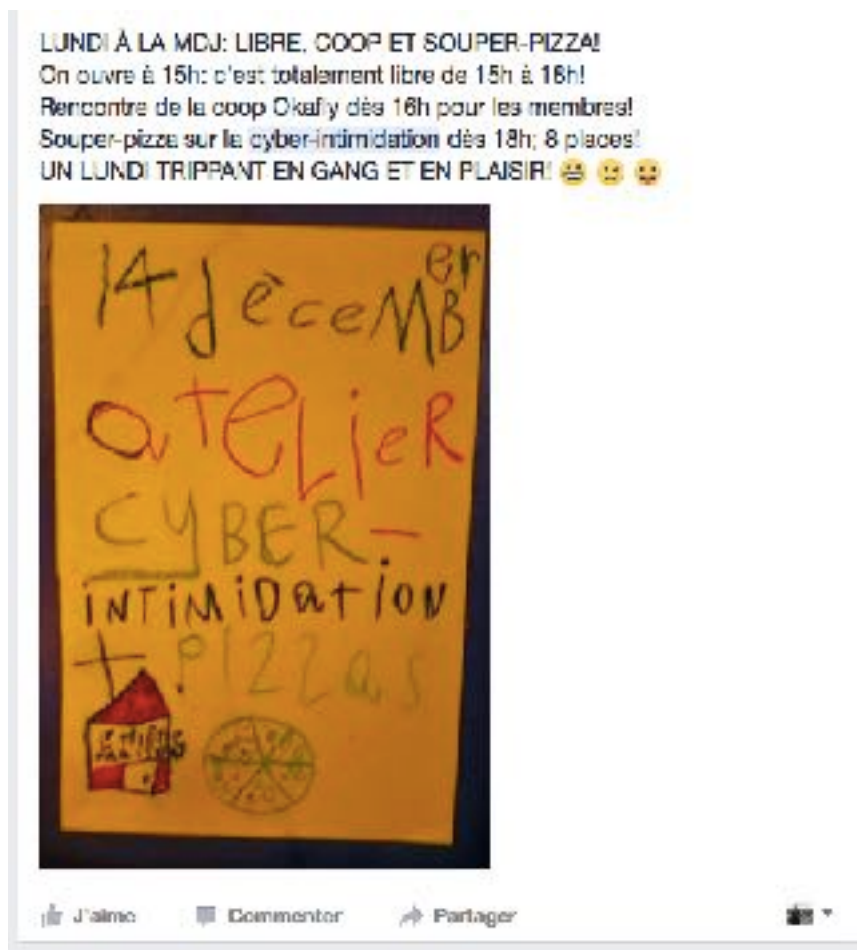 LUNDI À LA MDJ: LIBRE, COOP ET SOUPER-PIZZA!
On ouvre à 15h: c'est totalement libre de 15h à 18h!
Rencontre de la coop Okafly dès 16h pour les membres!
Souper-pizza sur la cyber-intimidation dès 18h; 8 places!
UN LUNDI TRIPPANT EN GANG ET EN PLAISIR!
14 décemBer
aTeLieR
CYBER-
iNTiMiDatioN
+ PIZZas
J'aime Commenter Partager